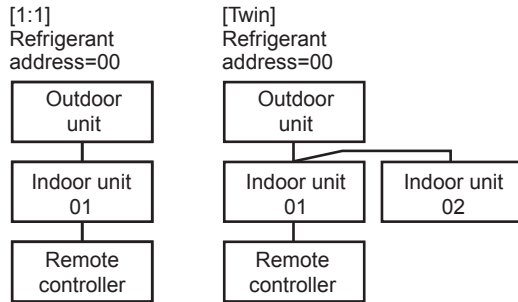 [1:1]
Refrigerant
address=00
Outdoor
unit
Indoor unit
01
Remote
controller
[Twin]
Refrigerant
address=00
Outdoor
unit
Indoor unit
01
Indoor unit
02
Remote
controller